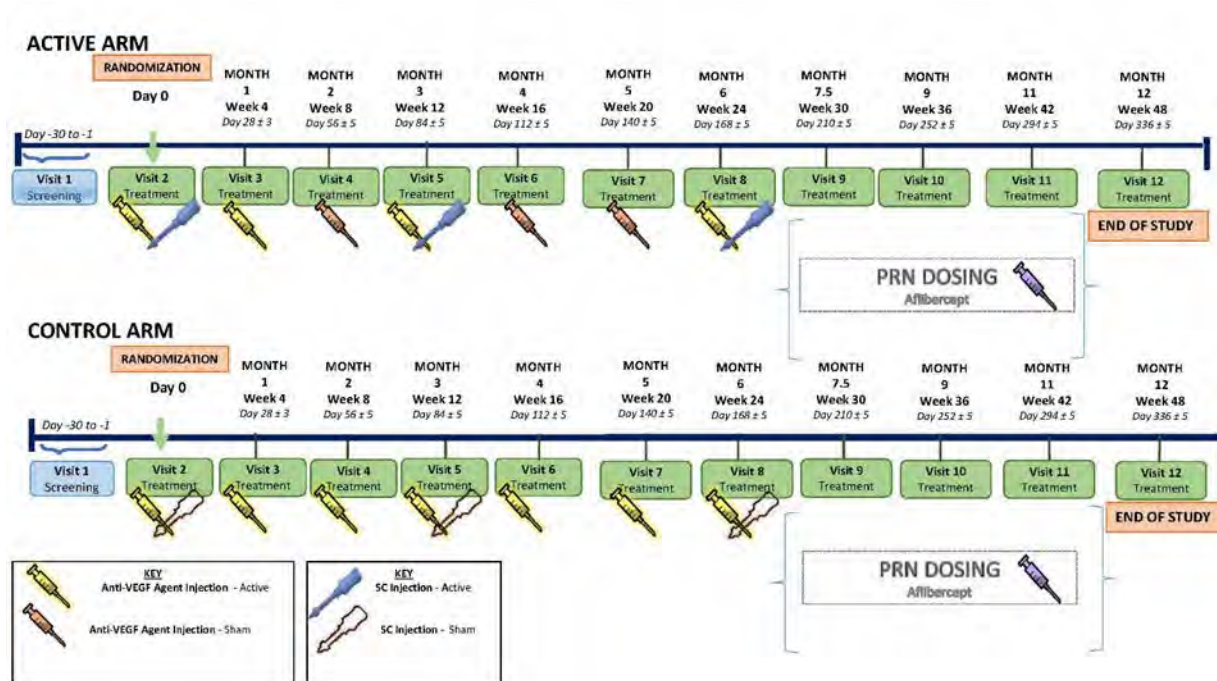 ACTIVE ARM
RANDOMIZATION
Day 0
Day -30 to -1
MONTH
1
Week 4
Day 28 ± 3
MONTH
2
Week 8
Day 56 ± 5
MONTH
3
Week 12
Day 84 ± 5
MONTH
4
Week 16
Day 112 ± 5
MONTH
5
Week 20
Day 140 ± 5
MONTH
6
Week 24
Day 168 ± 5
MONTH
7.5
Week 30
Day 210 ± 5
MONTH
9
Week 36
Day 252 ± 5
MONTH
11
Week 42
Day 294 ± 5
MONTH
12
Week 48
Day 336 ± 5
Visit 1
Screening
Visit 2
Treatment
Visit 3
Treatment
Visit 4
Treatment
Visit 5
Treatment
Visit 6
Treatment
Visit 7
Treatment
Visit 8
Treatment
Visit 9
Treatment
Visit 10
Treatment
Visit 11
Treatment
Visit 12
Treatment
END OF STUDY
PRN DOSING
Aflibercept
CONTROL ARM
RANDOMIZATION
Day 0
Day -30 to -1
MONTH
1
Week 4
Day 28 ± 3
MONTH
2
Week 8
Day 56 ± 5
MONTH
3
Week 12
Day 84 ± 5
MONTH
4
Week 16
Day 112 ± 5
MONTH
5
Week 20
Day 140 ± 5
MONTH
6
Week 24
Day 168 ± 5
MONTH
7.5
Week 30
Day 210 ± 5
MONTH
9
Week 36
Day 252 ± 5
MONTH
11
Week 42
Day 294 ± 5
MONTH
12
Week 48
Day 336 ± 5
Visit 1
Screening
Visit 2
Treatment
Visit 3
Treatment
Visit 4
Treatment
Visit 5
Treatment
Visit 6
Treatment
Visit 7
Treatment
Visit 8
Treatment
Visit 9
Treatment
Visit 10
Treatment
Visit 11
Treatment
Visit 12
Treatment
END OF STUDY
PRN DOSING
Aflibercept
KEY
Anti-VEGF Agent Injection - Active
Anti-VEGF Agent Injection - Sham
KEY
SC Injection - Active
SC Injection - Sham